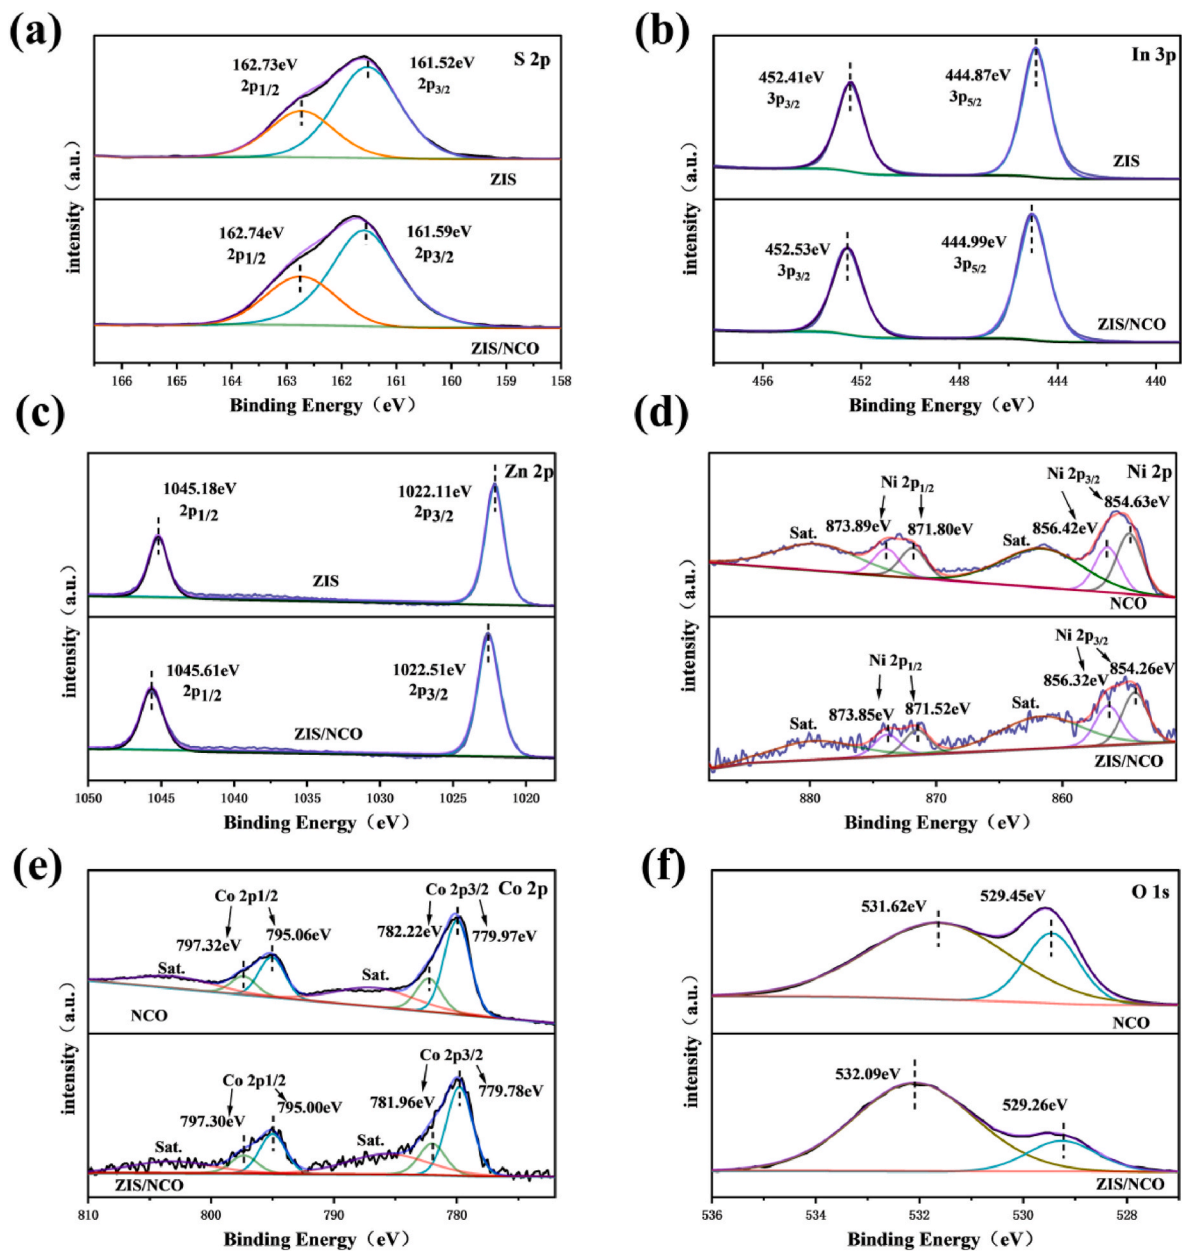 (a)
S 2p
162.73eV
2p1/2
161.52eV
2p3/2
ZIS
162.74eV
2p1/2
161.59eV
2p3/2
ZIS/NCO
intensity（a.u.）
166 165 164 163 162 161 160 159 158
Binding Energy（eV）
(b)
In 3p
452.41eV
3p3/2
444.87eV
3p5/2
ZIS
452.53eV
3p3/2
444.99eV
3p5/2
ZIS/NCO
intensity（a.u.）
456 452 448 444 440
Binding Energy（eV）
(c)
Zn 2p
1045.18eV
2p1/2
1022.11eV
2p3/2
ZIS
1045.61eV
2p1/2
1022.51eV
2p3/2
ZIS/NCO
intensity（a.u.）
1050 1045 1040 1035 1030 1025 1020
Binding Energy（eV）
(d)
Ni 2p
Ni 2p3/2
854.63eV
Ni 2p1/2
873.89eV
871.80eV
856.42eV
Sat.
Sat.
NCO
Ni 2p3/2
854.26eV
Ni 2p1/2
856.32eV
873.85eV
871.52eV
Sat.
Sat.
ZIS/NCO
intensity（a.u.）
880 870 860
Binding Energy（eV）
(e)
Co 2p
Co 2p1/2
Co 2p3/2
797.32eV
795.06eV
782.22eV
779.97eV
Sat.
Sat.
NCO
Co 2p1/2
Co 2p3/2
797.30eV
795.00eV
781.96eV
779.78eV
Sat.
Sat.
ZIS/NCO
intensity（a.u.）
810 800 790 780
Binding Energy（eV）
(f)
O 1s
531.62eV
529.45eV
NCO
532.09eV
529.26eV
ZIS/NCO
intensity（a.u.）
536 534 532 530 528
Binding Energy（eV）